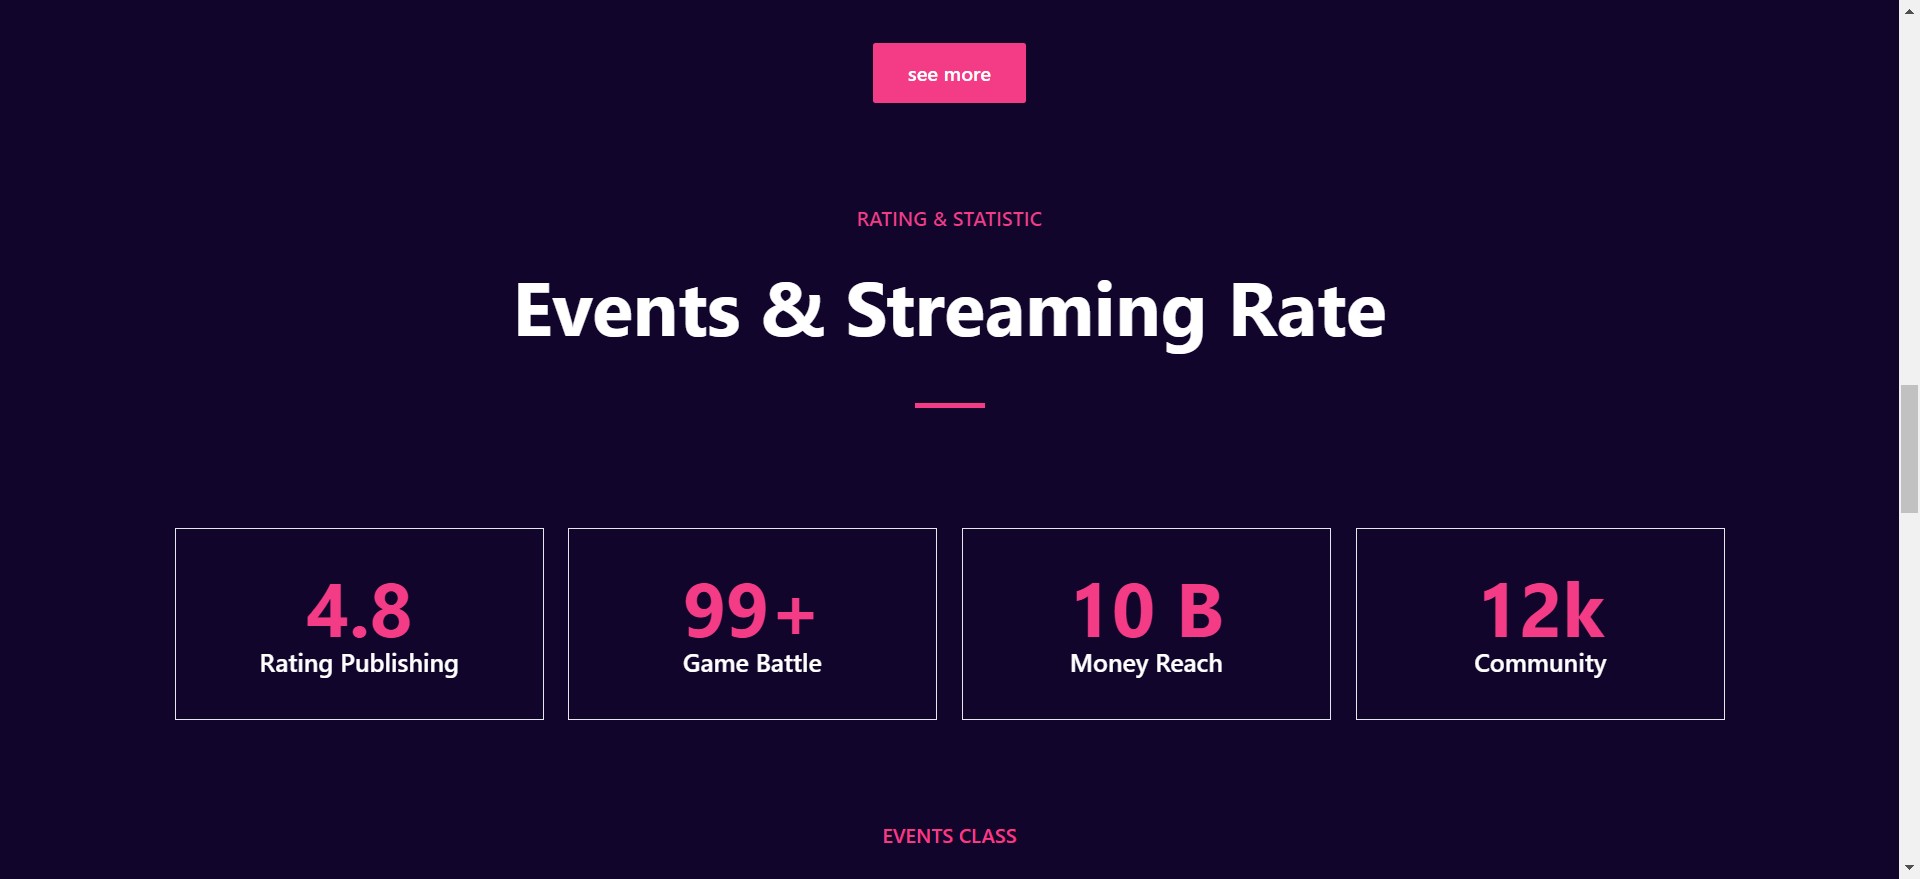 see more
RATING & STATISTIC
Events & Streaming Rate
4.8
Rating Publishing
99+
Game Battle
10 B
Money Reach
12k
Community
EVENTS CLASS